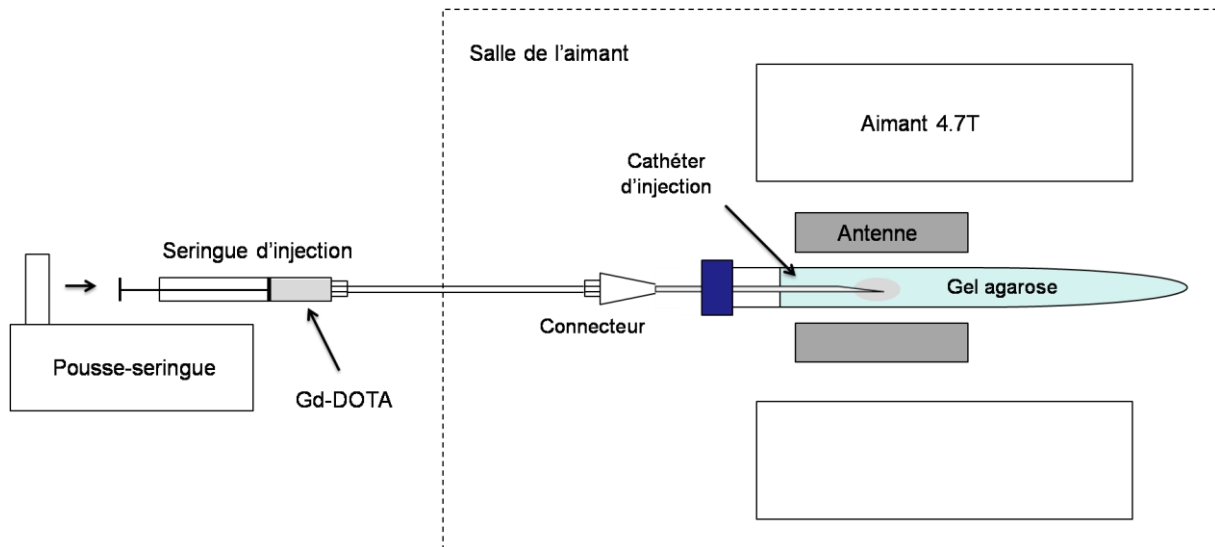 Salle de l'aimant
Aimant 4.7T
Cathéter
d'injection
Seringue d'injection
Antenne
Gel agarose
Connecteur
Pousse-seringue
Gd-DOTA